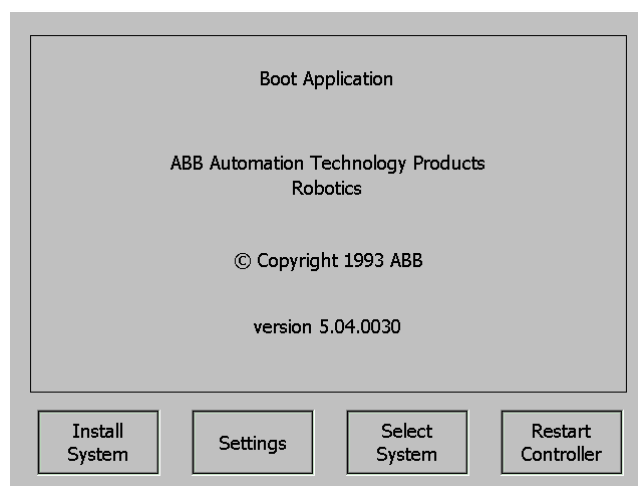 Boot Application
ABB Automation Technology Products
Robotics
© Copyright 1993 ABB
version 5.04.0030
Install
System
Settings
Select
System
Restart
Controller